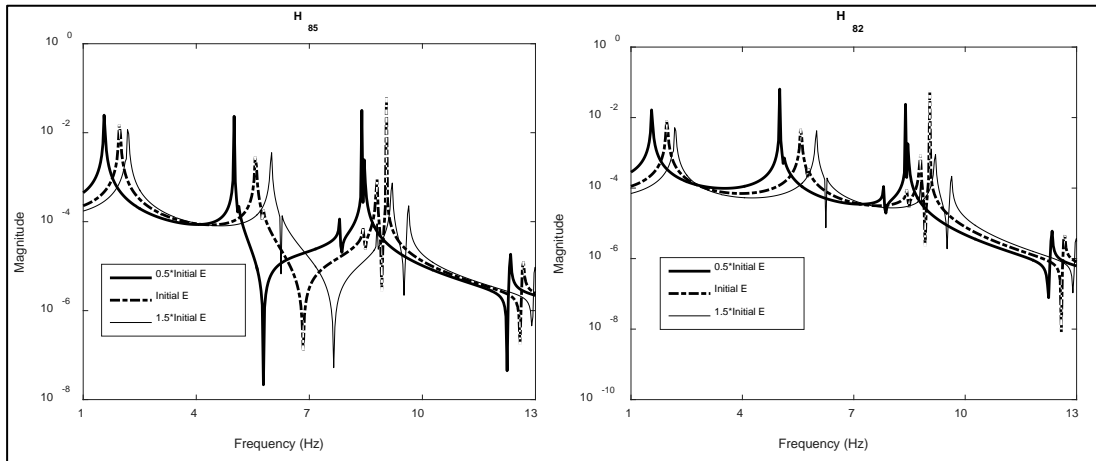 H
85
10 0
10 -2
10 -4
10 -6
10 -8
Magnitude
0.5*Initial E
Initial E
1.5*Initial E
1
4
7
10
13
Frequency (Hz)
H
82
10 0
10 -2
10 -4
10 -6
10 -8
10 -10
Magnitude
0.5*Initial E
Initial E
1.5*Initial E
1
4
7
10
13
Frequency (Hz)